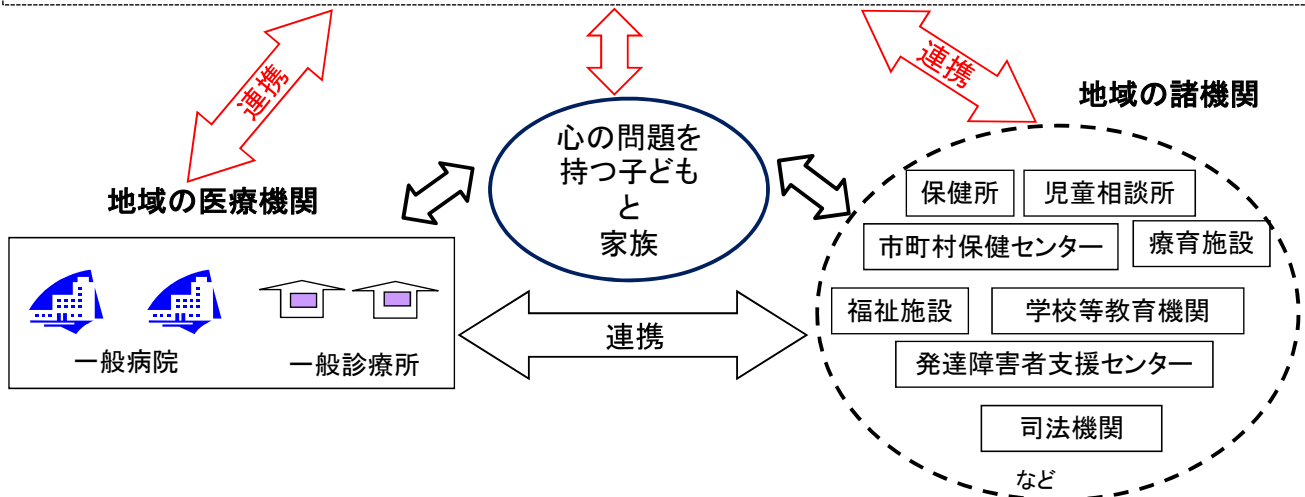 連携
連携
地域の諸機関
心の問題を
持つ子ども
と
家族
地域の医療機関
保健所
児童相談所
市町村保健センター
療育施設
福祉施設
学校等教育機関
連携
一般病院
一般診療所
発達障害者支援センター
司法機関
など